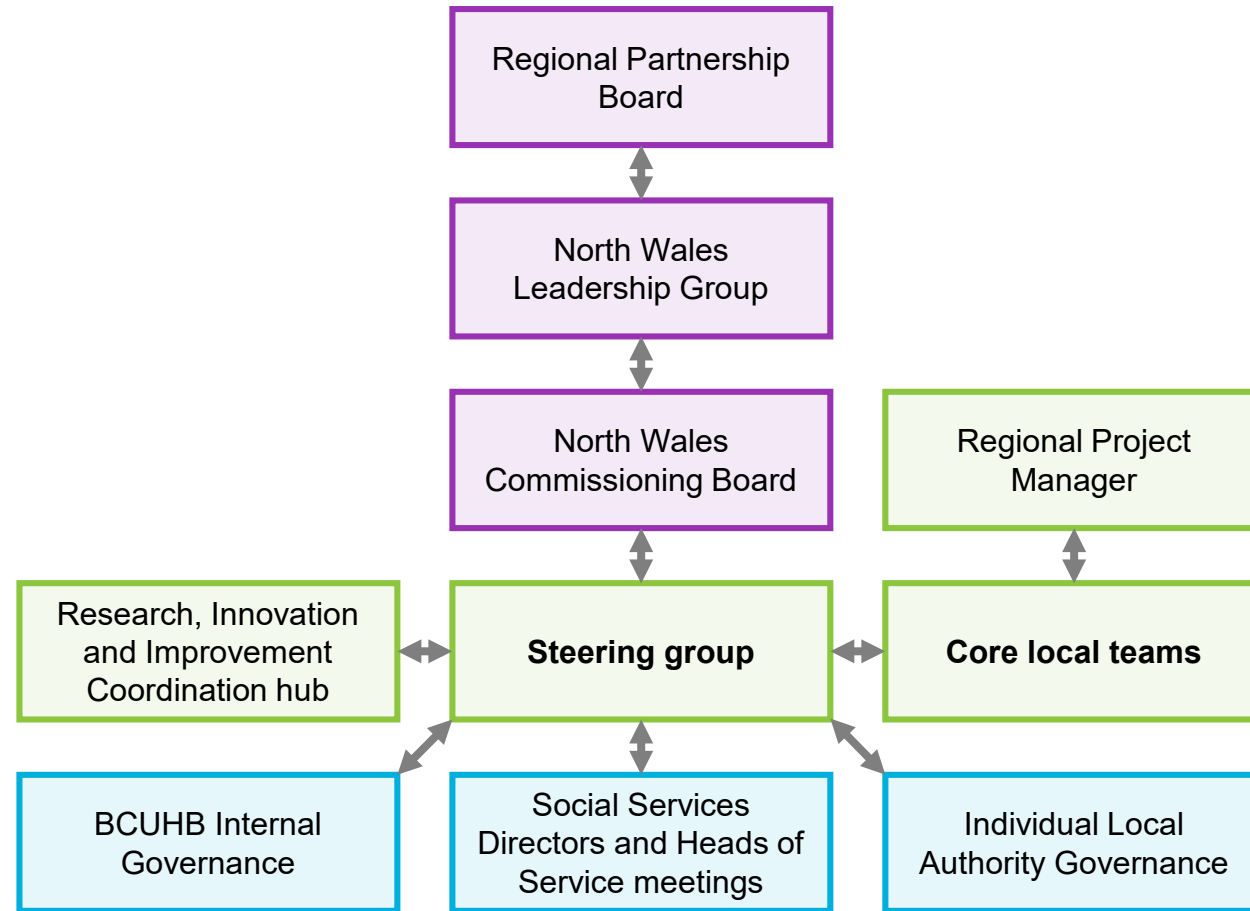 Regional Partnership
Board
North Wales
Leadership Group
North Wales
Commissioning Board
Regional Project
Manager
Research, Innovation
and Improvement
Coordination hub
Steering group
Core local teams
BCUHB Internal
Governance
Social Services
Directors and Heads of
Service meetings
Individual Local
Authority Governance